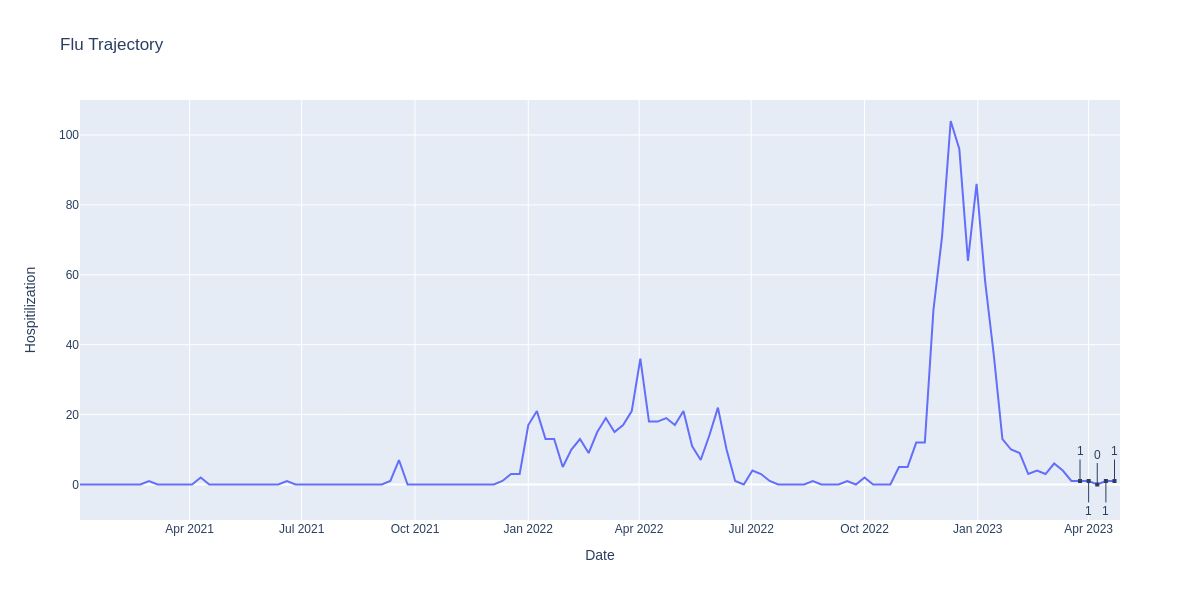 Flu Trajectory
Hospitilization
100
80
60
40
20
0
1
0
1
1
1
Apr 2021
Jul 2021
Oct 2021
Jan 2022
Apr 2022
Jul 2022
Oct 2022
Jan 2023
Apr 2023
Date